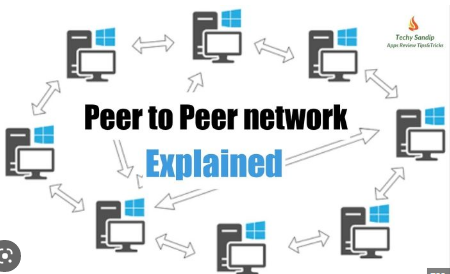 Techy Sandip
Apps Review Tips&Tricks
Peer to Peer network
Explained